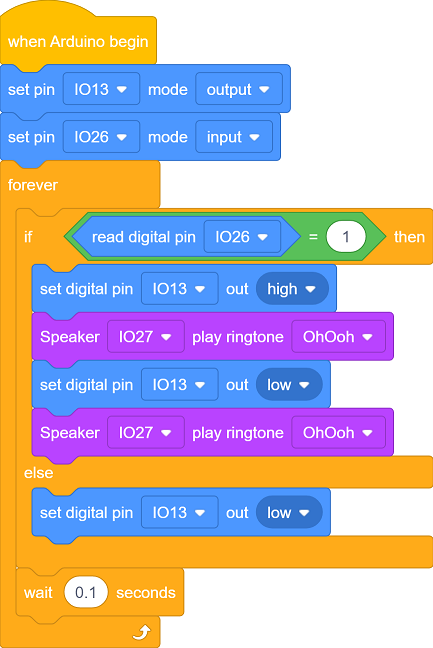 when Arduino begin
set pin IO13 mode output
set pin IO26 mode input
forever
if read digital pin IO26 = 1 then
set digital pin IO13 out high
Speaker IO27 play ringtone OhOoh
set digital pin IO13 out low
Speaker IO27 play ringtone OhOoh
else
set digital pin IO13 out low
wait 0.1 seconds